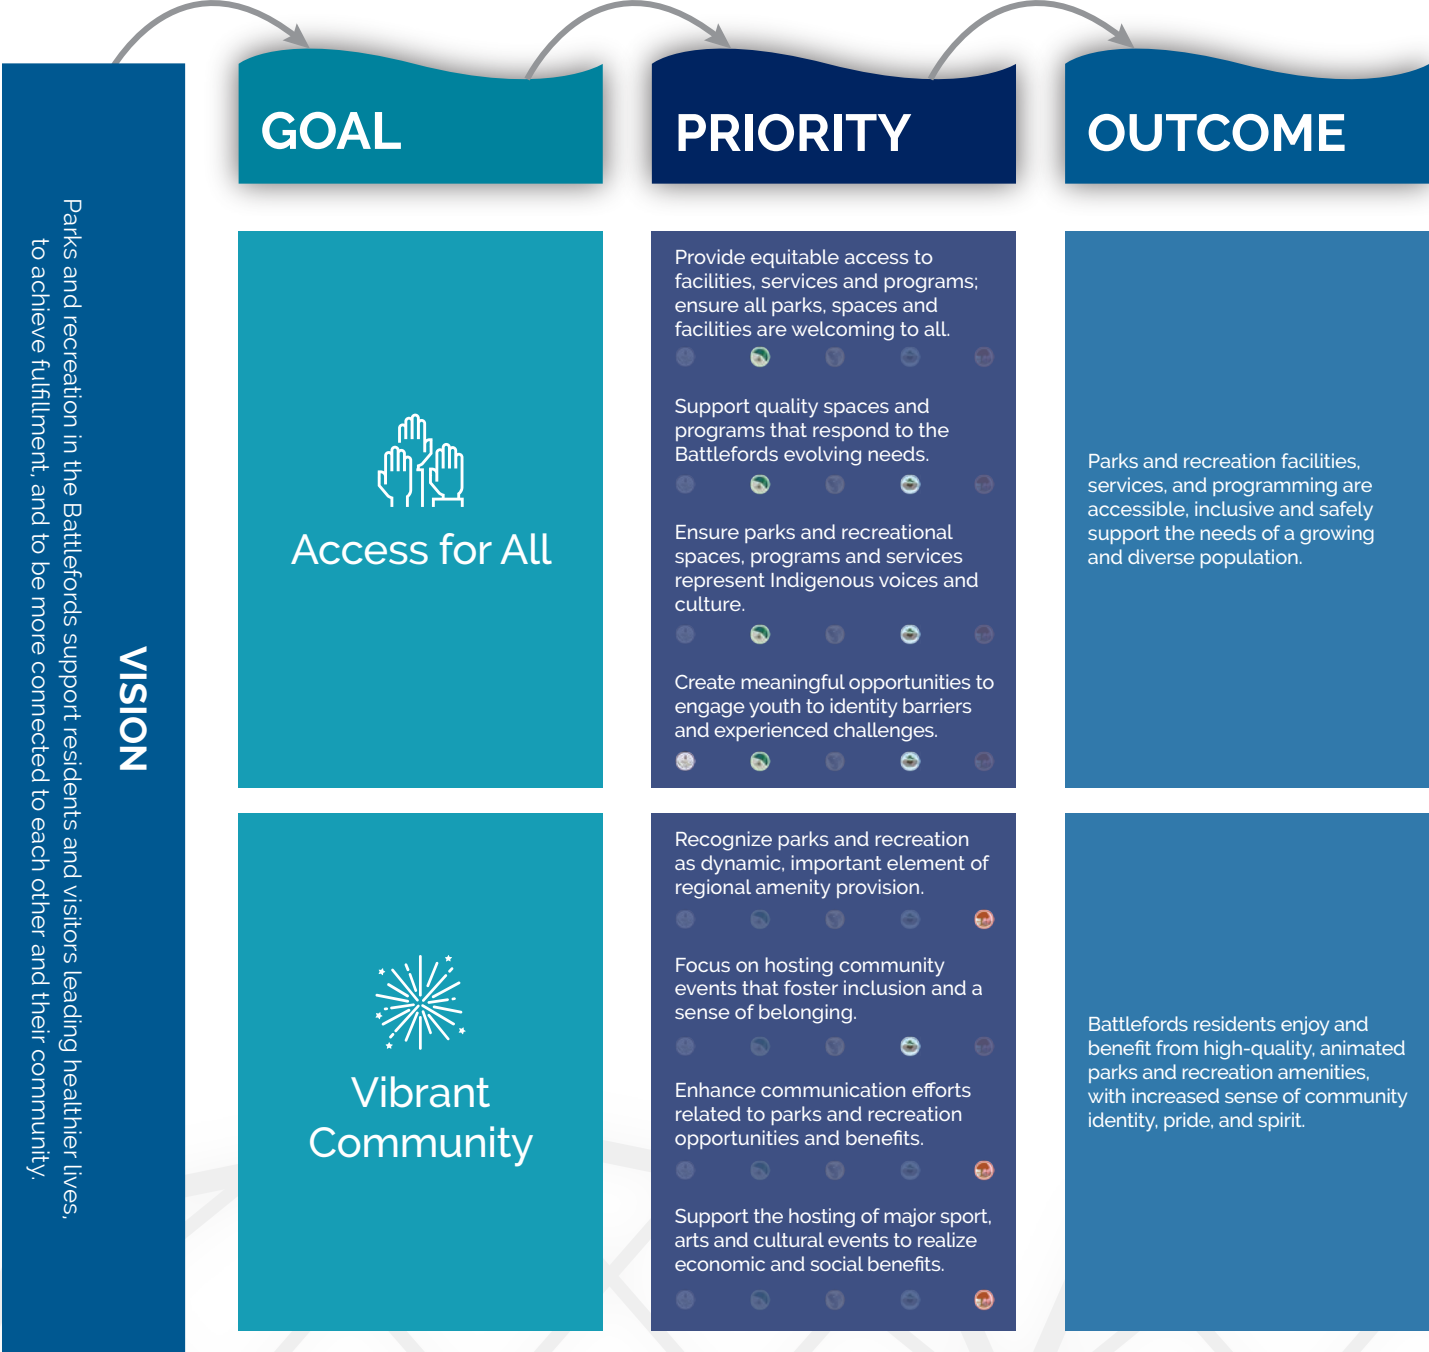 VISION
Parks and recreation in the Battlefords support residents and visitors leading healthier lives,
to achieve fulfillment, and to be more connected to each other and their community.
GOAL
PRIORITY
OUTCOME
Access for All
Provide equitable access to
facilities, services and programs;
ensure all parks, spaces and
facilities are welcoming to all.
Support quality spaces and
programs that respond to the
Battlefords evolving needs.
Ensure parks and recreational
spaces, programs and services
represent Indigenous voices and
culture.
Create meaningful opportunities to
engage youth to identity barriers
and experienced challenges.
Parks and recreation facilities,
services, and programming are
accessible, inclusive and safely
support the needs of a growing
and diverse population.
Vibrant
Community
Recognize parks and recreation
as dynamic, important element of
regional amenity provision.
Focus on hosting community
events that foster inclusion and a
sense of belonging.
Enhance communication efforts
related to parks and recreation
opportunities and benefits.
Support the hosting of major sport,
arts and cultural events to realize
economic and social benefits.
Battlefords residents enjoy and
benefit from high-quality, animated
parks and recreation amenities,
with increased sense of community
identity, pride, and spirit.